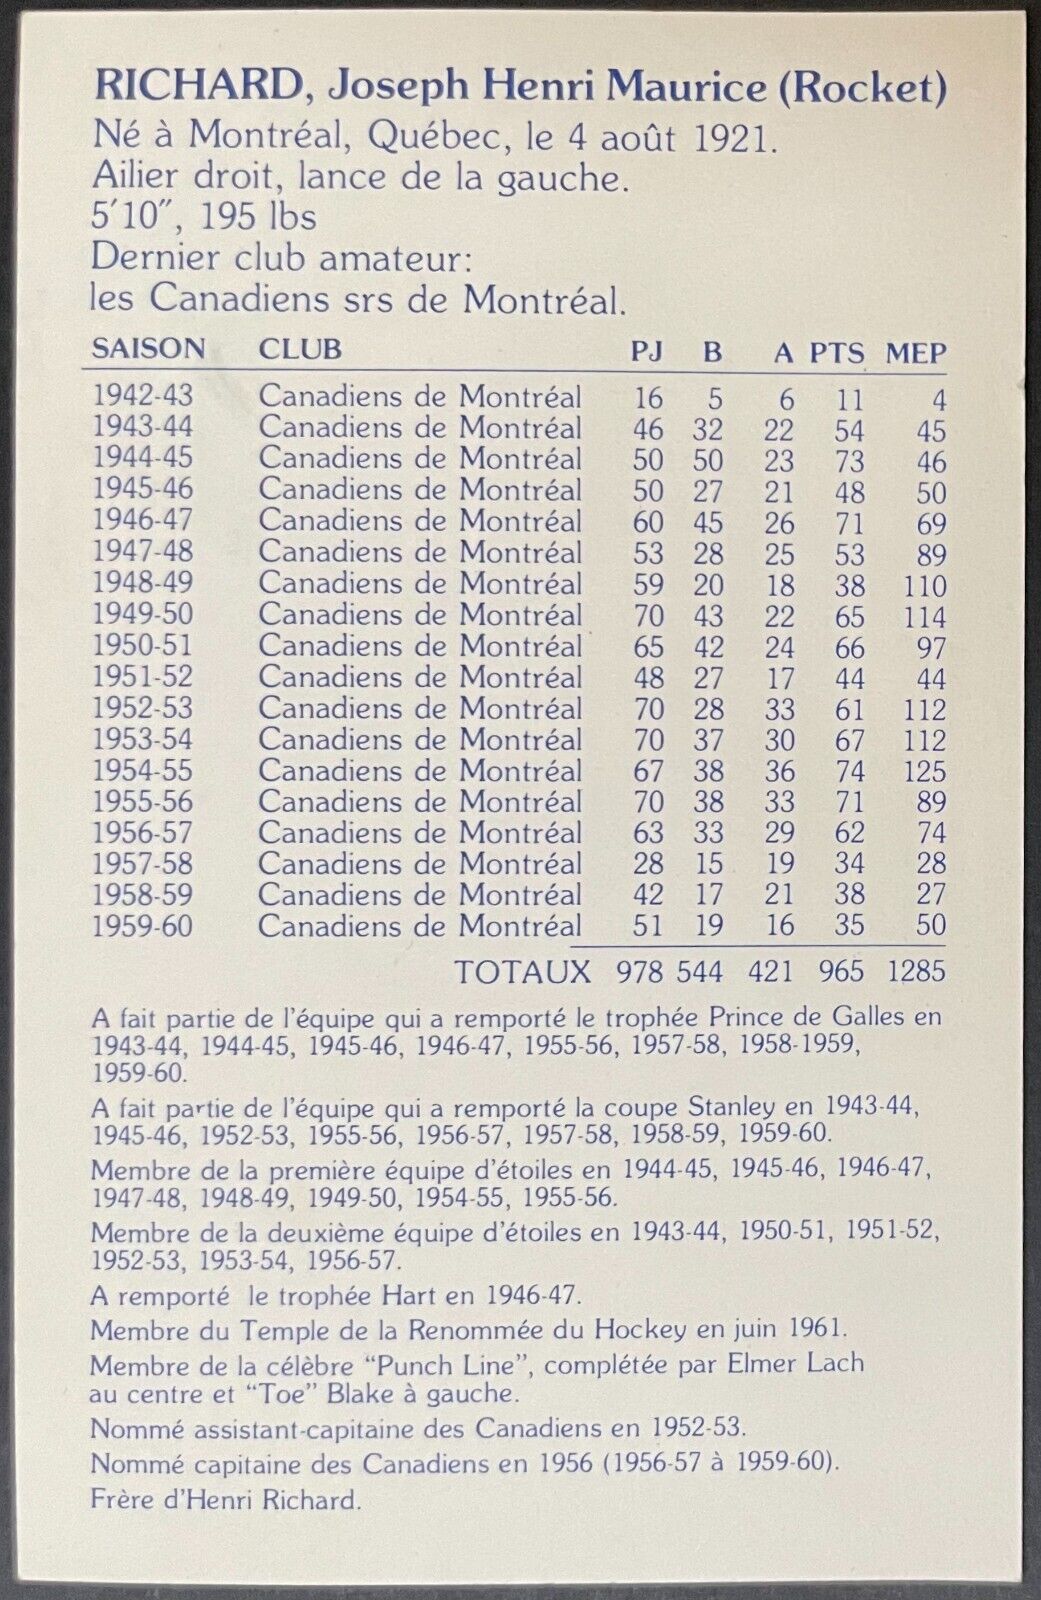 RICHARD, Joseph Henri Maurice (Rocket)
Né à Montréal, Québec, le 4 août 1921.
Ailier droit, lance de la gauche.
5'10", 195 lbs
Dernier club amateur:
les Canadiens srs de Montréal.
SAISON CLUB PJ B A PTS MEP
1942-43 Canadiens de Montréal 16 5 6 11 4
1943-44 Canadiens de Montréal 46 32 22 54 45
1944-45 Canadiens de Montréal 50 50 23 73 46
1945-46 Canadiens de Montréal 50 27 21 48 50
1946-47 Canadiens de Montréal 60 45 26 71 69
1947-48 Canadiens de Montréal 53 28 25 53 89
1948-49 Canadiens de Montréal 59 20 18 38 110
1949-50 Canadiens de Montréal 70 43 22 65 114
1950-51 Canadiens de Montréal 65 42 24 66 97
1951-52 Canadiens de Montréal 48 27 17 44 44
1952-53 Canadiens de Montréal 70 28 33 61 112
1953-54 Canadiens de Montréal 70 37 30 67 112
1954-55 Canadiens de Montréal 67 38 36 74 125
1955-56 Canadiens de Montréal 70 38 33 71 89
1956-57 Canadiens de Montréal 63 33 29 62 74
1957-58 Canadiens de Montréal 28 15 19 34 28
1958-59 Canadiens de Montréal 42 17 21 38 27
1959-60 Canadiens de Montréal 51 19 16 35 50
TOTAUX 978 544 421 965 1285
A fait partie de l'équipe qui a remporté le trophée Prince de Galles en
1943-44, 1944-45, 1945-46, 1946-47, 1955-56, 1957-58, 1958-1959,
1959-60.
A fait partie de l'équipe qui a remporté la coupe Stanley en 1943-44,
1945-46, 1952-53, 1955-56, 1956-57, 1957-58, 1958-59, 1959-60.
Membre de la première équipe d'étoiles en 1944-45, 1945-46, 1946-47,
1947-48, 1948-49, 1949-50, 1954-55, 1955-56.
Membre de la deuxième équipe d'étoiles en 1943-44, 1950-51, 1951-52,
1952-53, 1953-54, 1956-57.
A remporté le trophée Hart en 1946-47.
Membre du Temple de la Renommée du Hockey en juin 1961.
Membre de la célèbre "Punch Line", complétée par Elmer Lach
au centre et "Toe" Blake à gauche.
Nommé assistant-capitaine des Canadiens en 1952-53.
Nommé capitaine des Canadiens en 1956 (1956-57 à 1959-60).
Frère d'Henri Richard.